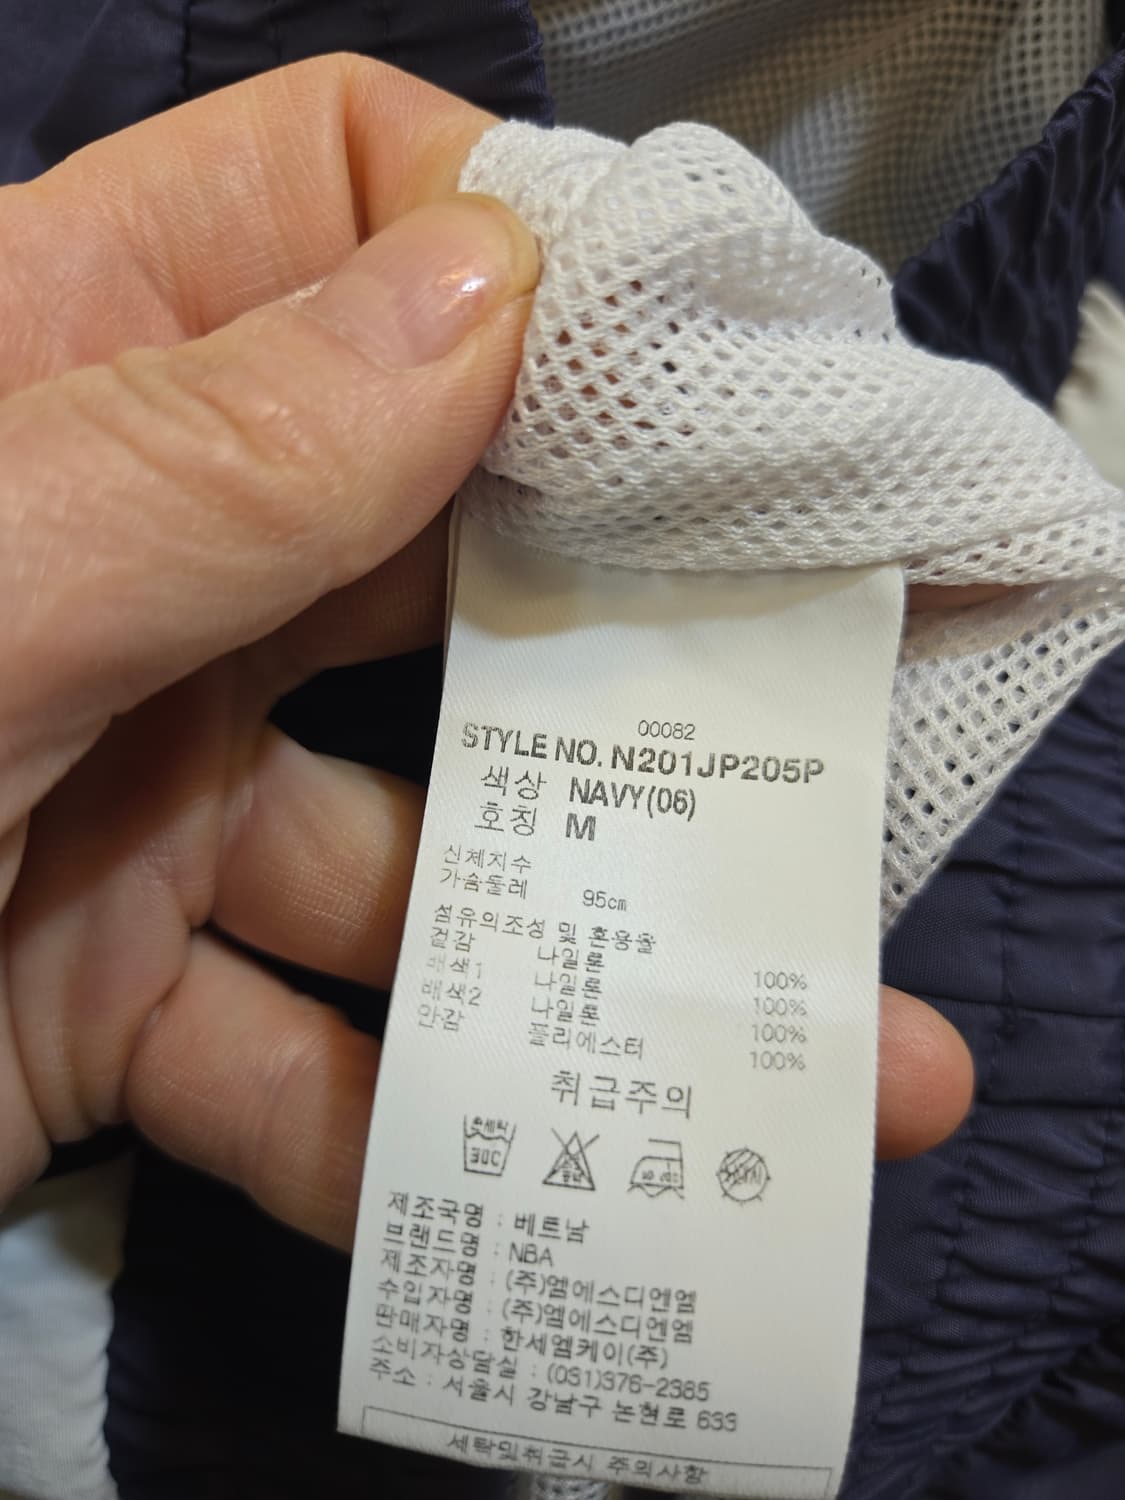 00082
STYLE NO. N201JP205P
색상 NAVY(06)
호칭 M
신체치수
가슴둘레 95cm
섬유의조성 및 혼용율
겉감 나일론 100%
배색1 나일론 100%
배색2 나일론 100%
안감 폴리에스터 100%
취급주의
손세탁
30C
제조국명 : 베트남
브랜드명 : NBA
제조자명 : (주)엠에스디엔엠
수입자명 : (주)엠에스디엔엠
판매자명 : 한세엠케이(주)
소비자상담실 : (031)376-2385
주소 : 서울시 강남구 논현로 633
세탁및취급시 주의사항